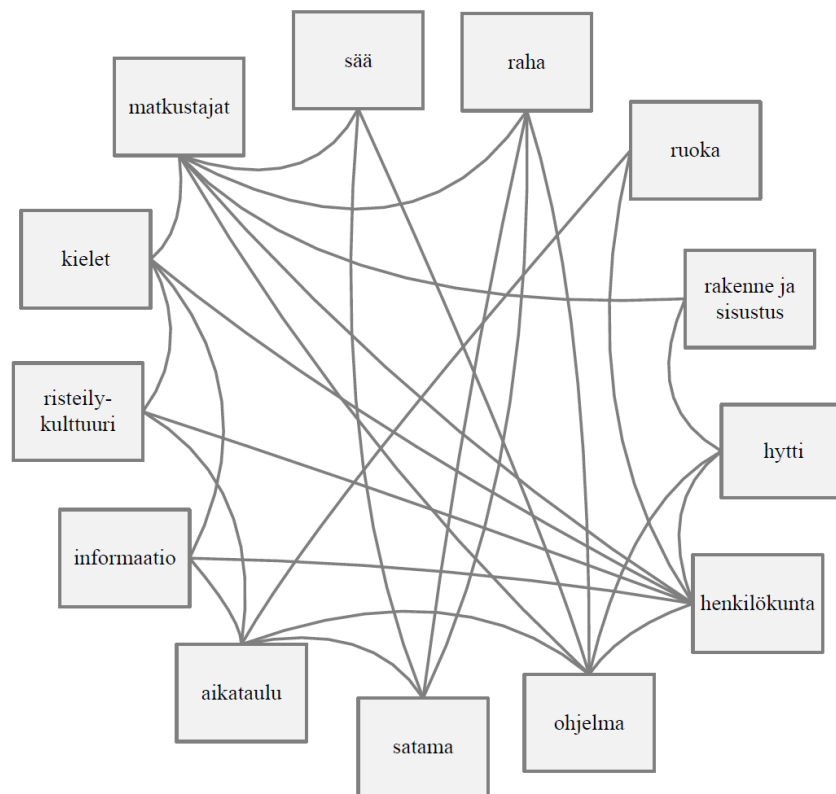 matkustajat
sää
raha
ruoka
kielet
rakenne ja
sisustus
risteily-
kulttuuri
hytti
informaatio
henkilökunta
aikataulu
satama
ohjelma